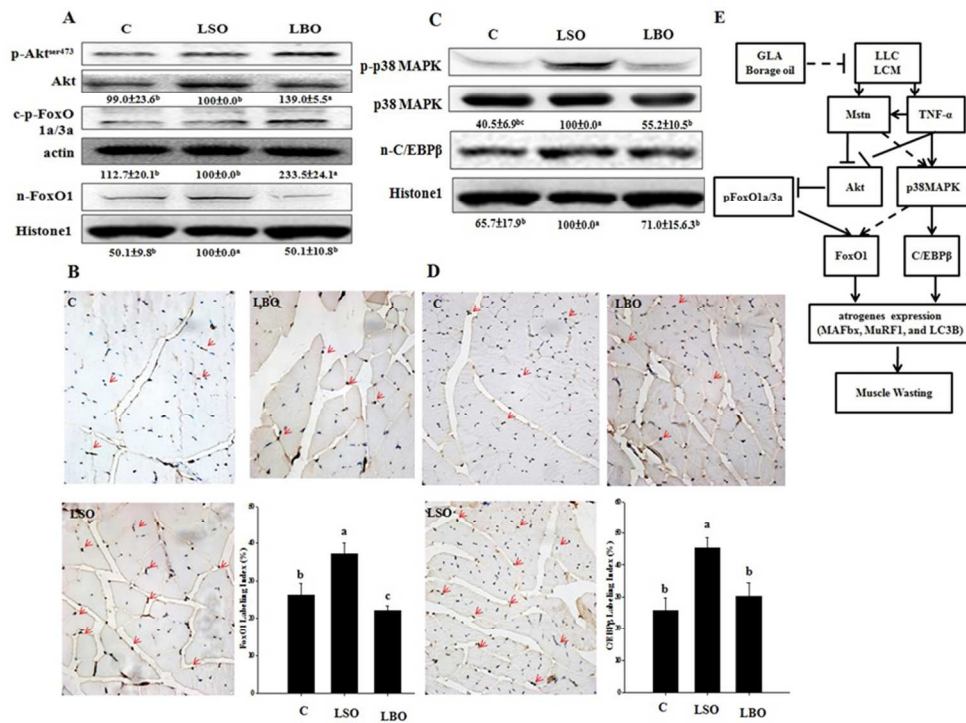 A
C LSO LBO
p-Akt^ser473
Akt
99.0±23.6^b 100±0.0^b 139.0±5.5^a
c-p-FoxO
1a/3a
actin
112.7±20.1^b 100±0.0^b 233.5±24.1^a
n-FoxO1
Histone1
50.1±9.8^b 100±0.0^a 50.1±10.8^b
C
C LSO LBO
p-p38 MAPK
p38 MAPK
40.5±6.9^bc 100±0.0^a 55.2±10.5^b
n-C/EBPβ
Histone1
65.7±17.9^b 100±0.0^a 71.0±15.6.3^b
E
GLA
Borage oil
LLC
LCM
Mstn
TNF-α
Akt
p38MAPK
pFoxO1a/3a
FoxO1
C/EBPβ
atrogenes expression
(MAFbx, MuRF1, and LC3B)
Muscle Wasting
B
C
LBO
LSO
FoxO1 Labeling Index (%)
b
a
c
C LSO LBO
D
C
LBO
LSO
C/EBPβ Labeling Index (%)
b
a
b
C LSO LBO